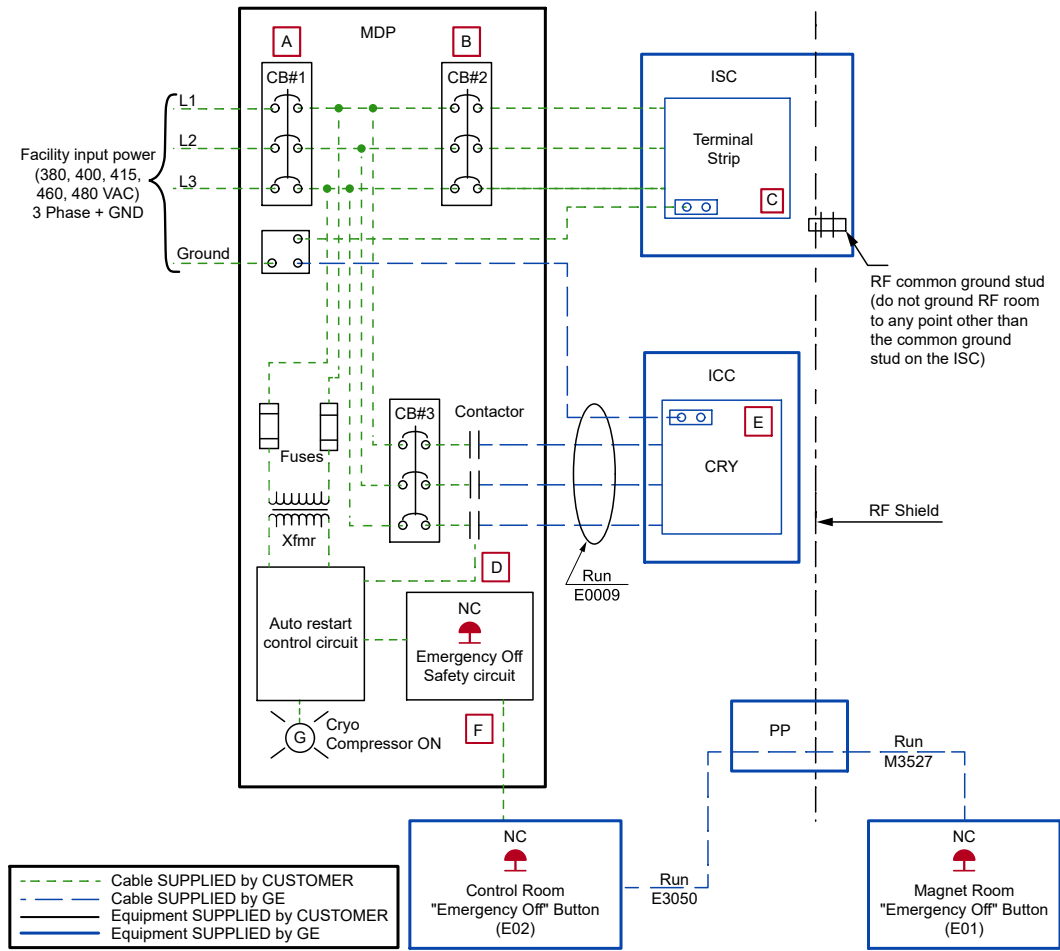 A
MDP
B
CB#1
CB#2
ISC
L1
L2
L3
Terminal
Strip
C
Facility input power
(380, 400, 415,
460, 480 VAC)
3 Phase + GND
Ground
RF common ground stud
(do not ground RF room
to any point other than
the common ground
stud on the ISC)
ICC
CB#3
Contactor
E
Fuses
CRY
RF Shield
Xfmr
D
Run
E0009
NC
Auto restart
control circuit
Emergency Off
Safety circuit
G
Cryo
Compressor ON
F
PP
Run
M3527
NC
Control Room
"Emergency Off" Button
(E02)
Run
E3050
NC
Magnet Room
"Emergency Off" Button
(E01)
Cable SUPPLIED by CUSTOMER
Cable SUPPLIED by GE
Equipment SUPPLIED by CUSTOMER
Equipment SUPPLIED by GE